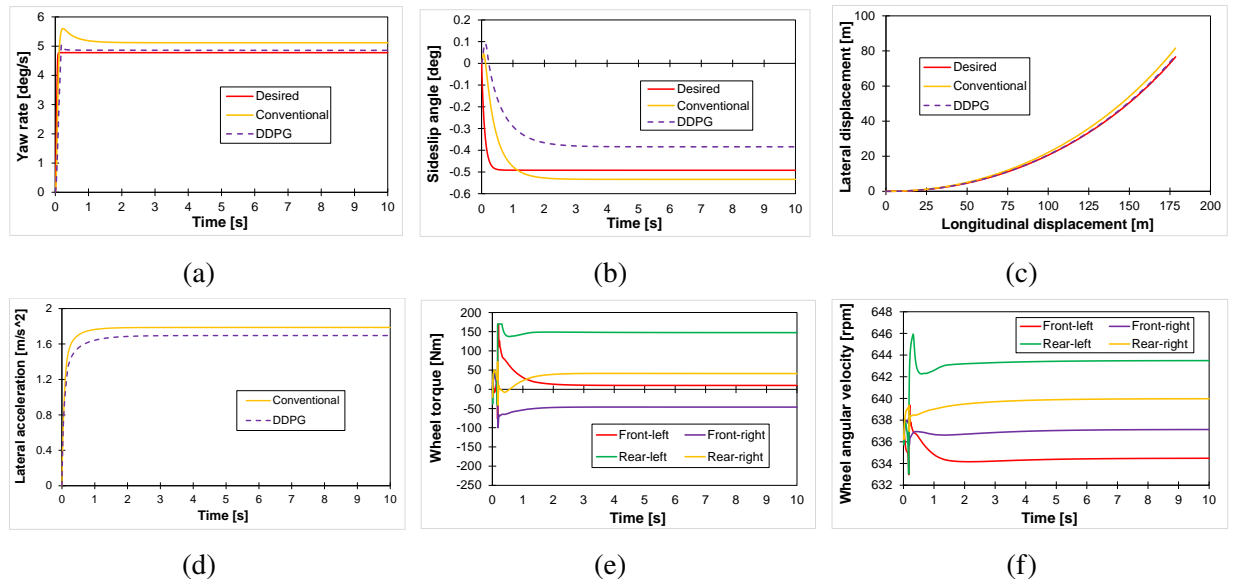 6
5
4
3
2
1
0
Yaw rate [deg/s]
Desired
Conventional
DDPG
0 1 2 3 4 5 6 7 8 9 10
Time [s]
(a)
0.2
0.1
0
-0.1
-0.2
-0.3
-0.4
-0.5
-0.6
Sideslip angle [deg]
Desired
Conventional
DDPG
0 1 2 3 4 5 6 7 8 9 10
Time [s]
(b)
100
80
60
40
20
0
Lateral displacement [m]
Desired
Conventional
DDPG
0 25 50 75 100 125 150 175 200
Longitudinal displacement [m]
(c)
2
1.6
1.2
0.8
0.4
0
Lateral acceleration [m/s^2]
Conventional
DDPG
0 1 2 3 4 5 6 7 8 9 10
Time [s]
(d)
200
150
100
50
0
-50
-100
-150
-200
-250
Wheel torque [Nm]
Front-left Front-right
Rear-left Rear-right
0 1 2 3 4 5 6 7 8 9 10
Time [s]
(e)
648
646
644
642
640
638
636
634
632
Wheel angular velocity [rpm]
Front-left Front-right
Rear-left Rear-right
0 1 2 3 4 5 6 7 8 9 10
Time [s]
(f)